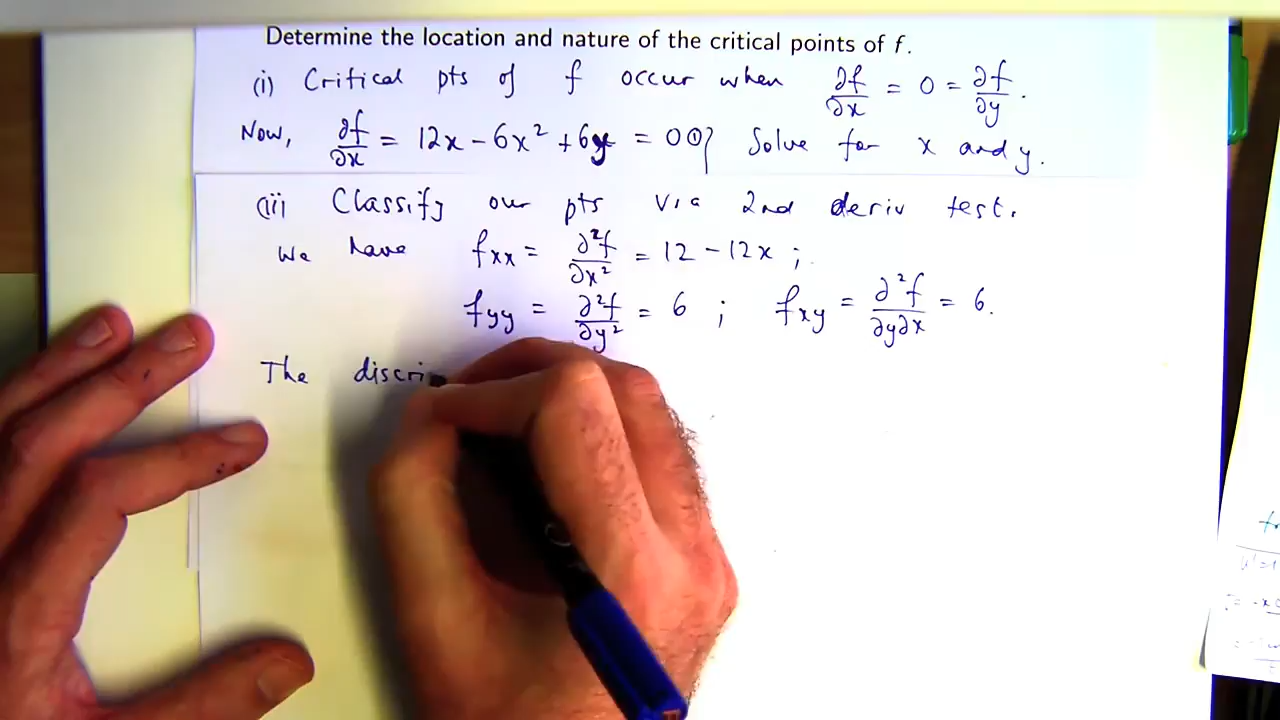 Determine the location and nature of the critical points of f.
(i) Critical pts of f occur when ∂f/∂x = 0 = ∂f/∂y.
Now, ∂f/∂x = 12x − 6x² + 6y = 0 ①} Solve for x and y.
(ii) Classify our pts via 2nd deriv test.
We have fxx = ∂²f/∂x² = 12 − 12x ;
fyy = ∂²f/∂y² = 6 ; fxy = ∂²f/∂y∂x = 6.
The discri